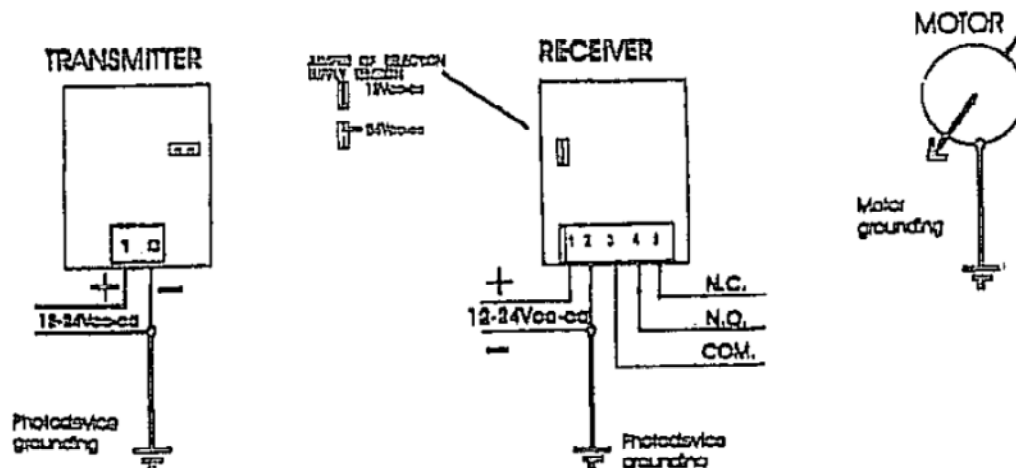 MOTOR
TRANSMITTER
RECEIVER
SUPPLY
12Vcc-ca
24Vcc-ca
1
1 2 3 4 5
+
-
12-24Vcc-ca
+
12-24Vcc-ca
-
N.C.
N.O.
COM.
Motor
grounding
Photodevice
grounding
Photodevice
grounding